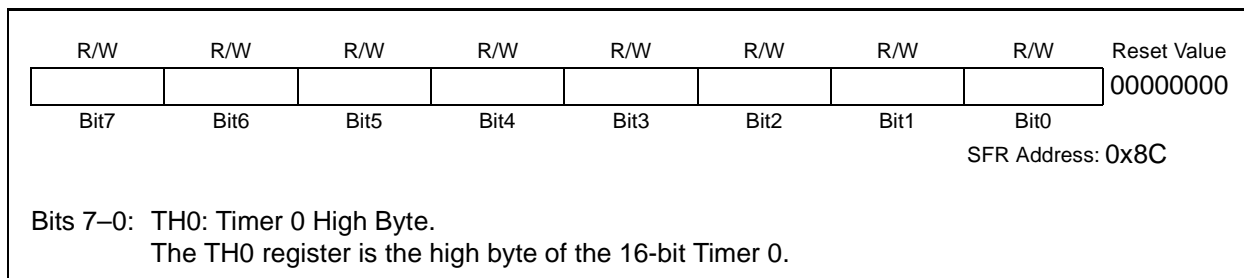 R/W R/W R/W R/W R/W R/W R/W R/W Reset Value
00000000
Bit7 Bit6 Bit5 Bit4 Bit3 Bit2 Bit1 Bit0
SFR Address: 0x8C
Bits 7–0: TH0: Timer 0 High Byte.
The TH0 register is the high byte of the 16-bit Timer 0.